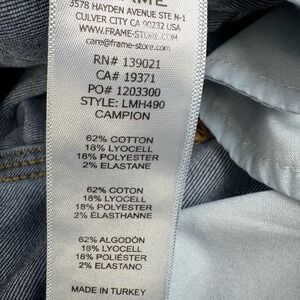 FRAME
3578 HAYDEN AVENUE STE N-1
CULVER CITY CA 90232 USA
WWW.FRAME-STORE.COM
care@frame-store.com
RN# 139021
CA# 19371
PO# 1203300
STYLE: LMH490
CAMPION
62% COTTON
18% LYOCELL
18% POLYESTER
2% ELASTANE
62% COTON
18% LYOCELL
18% POLYESTER
2% ÉLASTHANNE
62% ALGODÓN
18% LYOCELL
18% POLIÉSTER
2% ELASTANO
MADE IN TURKEY